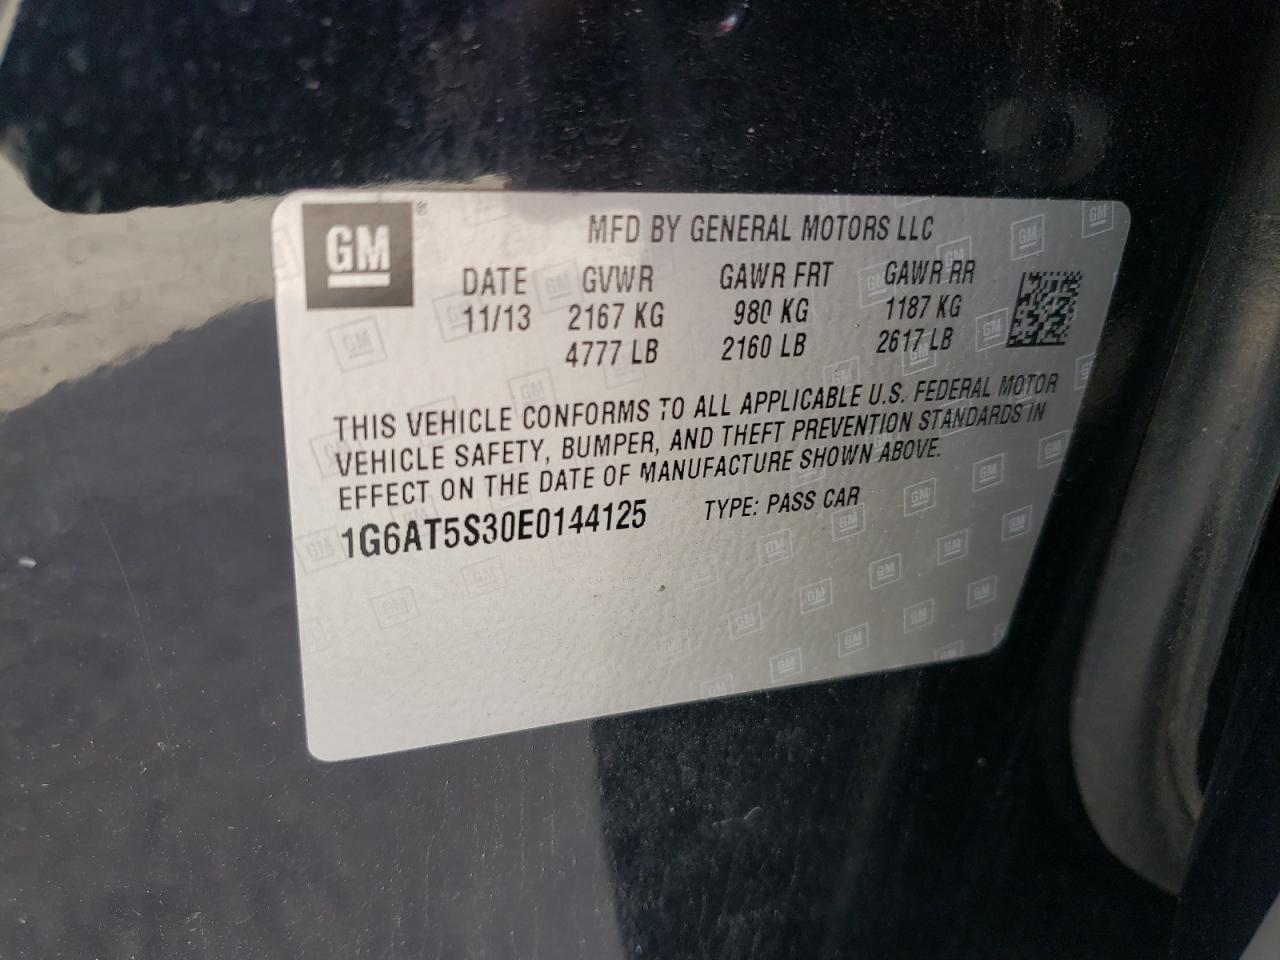 GM ®
MFD BY GENERAL MOTORS LLC
DATE GVWR GAWR FRT GAWR RR
11/13 2167 KG 980 KG 1187 KG
4777 LB 2160 LB 2617 LB
THIS VEHICLE CONFORMS TO ALL APPLICABLE U.S. FEDERAL MOTOR
VEHICLE SAFETY, BUMPER, AND THEFT PREVENTION STANDARDS IN
EFFECT ON THE DATE OF MANUFACTURE SHOWN ABOVE.
1G6AT5S30E0144125 TYPE: PASS CAR